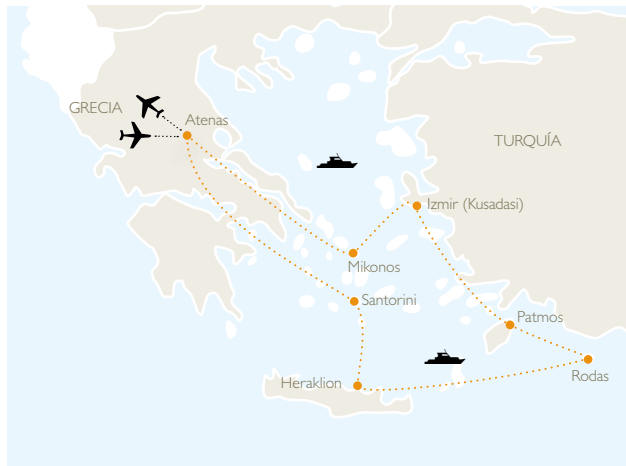 GRECIA
Atenas
TURQUÍA
Izmir (Kusadasi)
Mikonos
Santorini
Patmos
Rodas
Heraklion